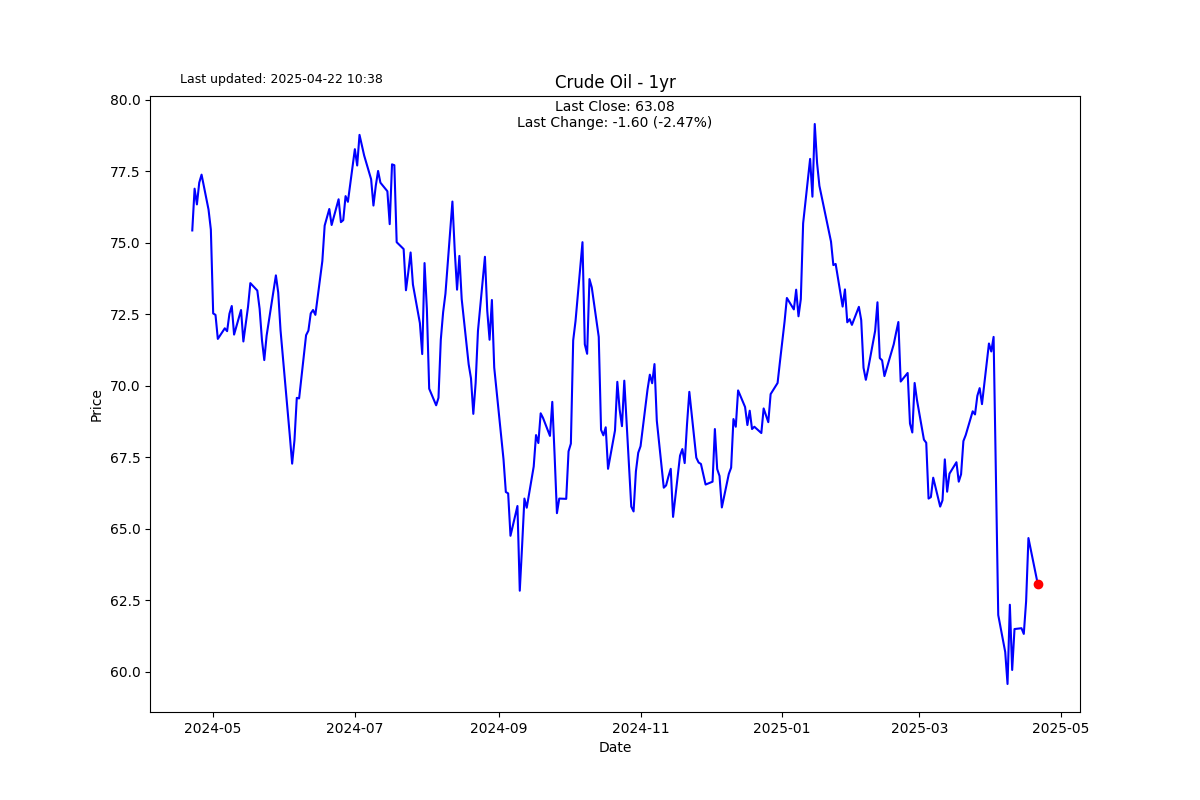 Last updated: 2025-04-22 10:38
Crude Oil - 1yr
Last Close: 63.08
Last Change: -1.60 (-2.47%)
80.0
77.5
75.0
72.5
70.0
67.5
65.0
62.5
60.0
Price
2024-05 2024-07 2024-09 2024-11 2025-01 2025-03 2025-05
Date